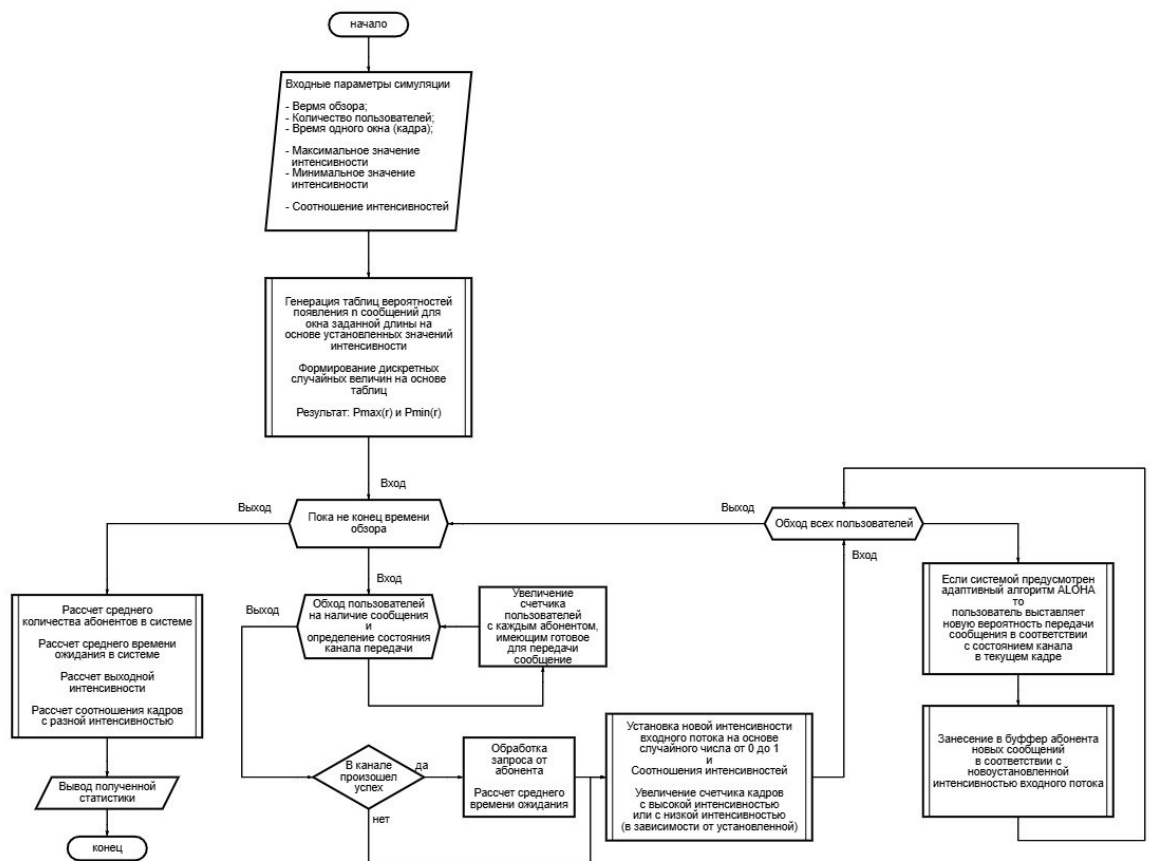 начало
Входные параметры симуляции
- Вермя обзора;
- Количество пользователей;
- Время одного окна (кадра);
- Максимальное значение
интенсивности
- Минимальное значение
интенсивности
- Соотношение интенсивностей
Генерация таблиц вероятностей
появления n сообщений для
окна заданной длины на
основе установленных значений
интенсивности
Формирование дискретных
случайных величин на основе
таблиц
Результат: Pmax(r) и Pmin(r)
Вход
Выход
Пока не конец времени
обзора
Выход
Обход всех пользователей
Вход
Вход
Выход
Обход пользователей
на наличие сообщения
и
определение состояния
канала передачи
Увеличение
счетчика
пользователей
с каждым абонентом,
имеющим готовое
для передачи
сообщение
Если системой предусмотрен
адаптивный алгоритм ALOHA
то
пользователь выставляет
новую вероятность передачи
сообщения в соответствии
с состоянием канала
в текущем кадре
Рассчет среднего
количества абонентов в системе
Рассчет среднего времени
ожидания в системе
Рассчет выходной
интенсивности
Рассчет соотношения кадров
с разной интенсивностью
В канале
произошел
успех
да
нет
Обработка
запроса от
абонента
Рассчет среднего
времени ожидания
Установка новой интенсивности
входного потока на основе
случайного числа от 0 до 1
и
Соотношения интенсивностей
Увеличение счетчика кадров
с высокой интенсивностью
или с низкой интенсивностью
(в зависимости от установленной)
Занесение в буффер абонента
новых сообщений
в соответствии с
новоустановленной
интенсивностью входного потока
Вывод полученной
статистики
конец